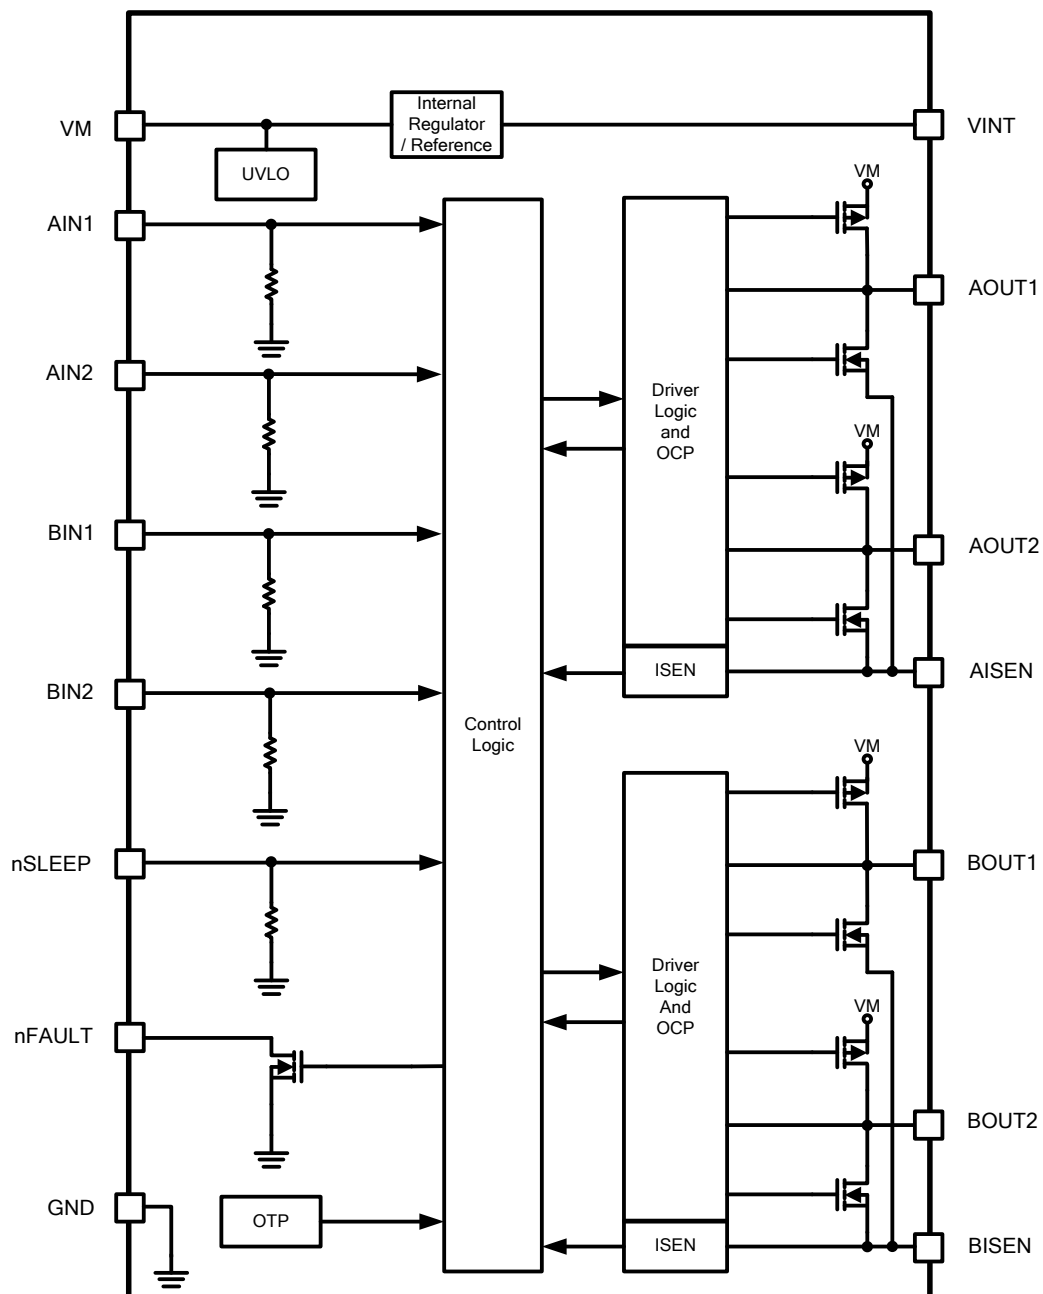 Internal
Regulator
/ Reference
VM
VINT
UVLO
VM
AIN1
AOUT1
AIN2
Driver
Logic
and
OCP
VM
BIN1
AOUT2
ISEN
AISEN
BIN2
Control
Logic
VM
nSLEEP
BOUT1
Driver
Logic
And
OCP
VM
nFAULT
BOUT2
GND
OTP
ISEN
BISEN